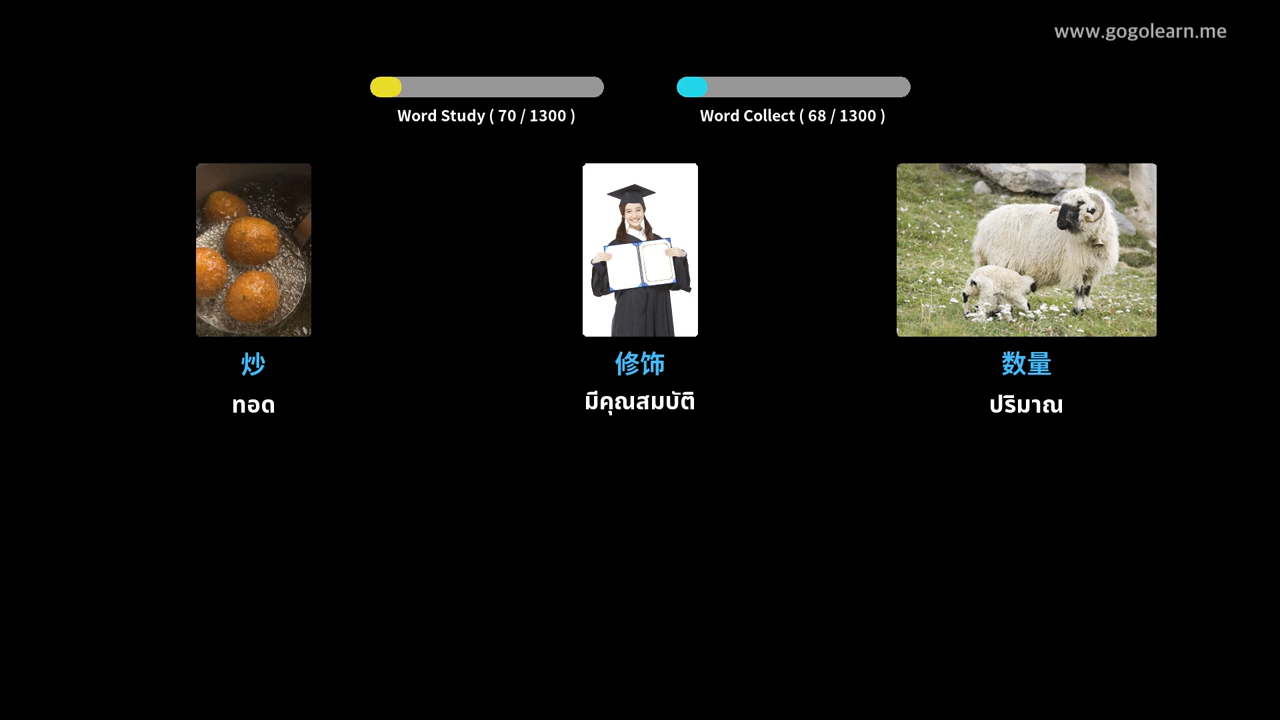 www.gogolearn.me
Word Study ( 70 / 1300 )
Word Collect ( 68 / 1300 )
炒
修饰
数量
ทอด
มีคุณสมบัติ
ปริมาณ